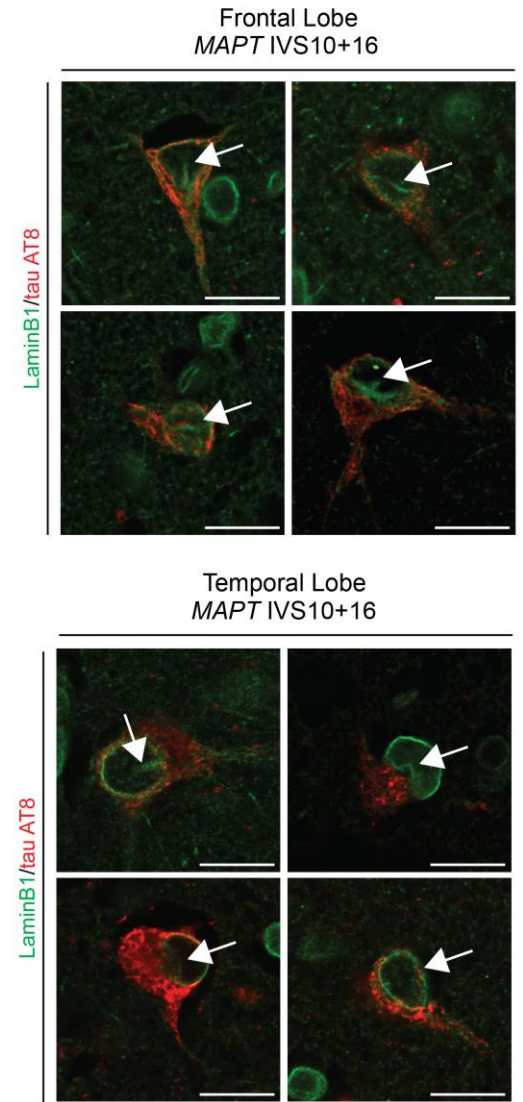 Frontal Lobe
MAPT IVS10+16
LaminB1/tau AT8
Temporal Lobe
MAPT IVS10+16
LaminB1/tau AT8